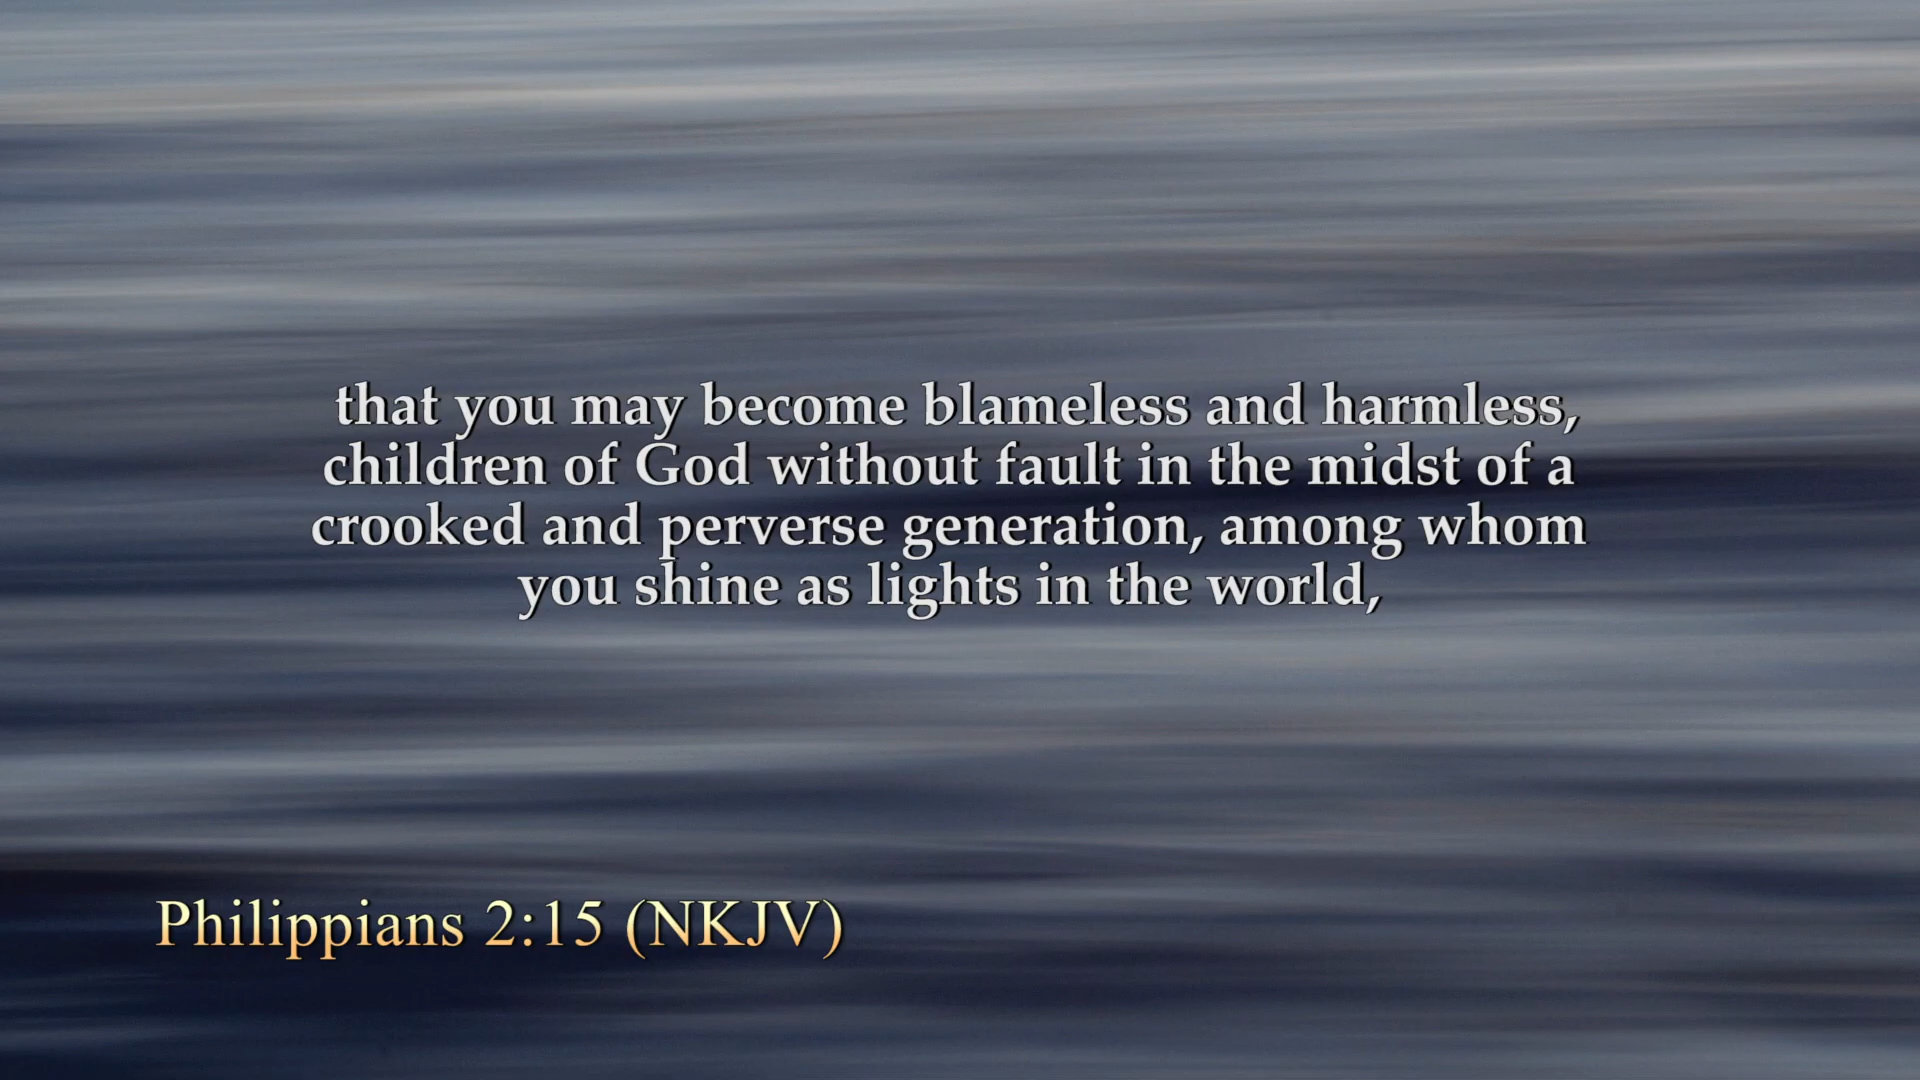 that you may become blameless and harmless,
children of God without fault in the midst of a
crooked and perverse generation, among whom
you shine as lights in the world,
Philippians 2:15 (NKJV)